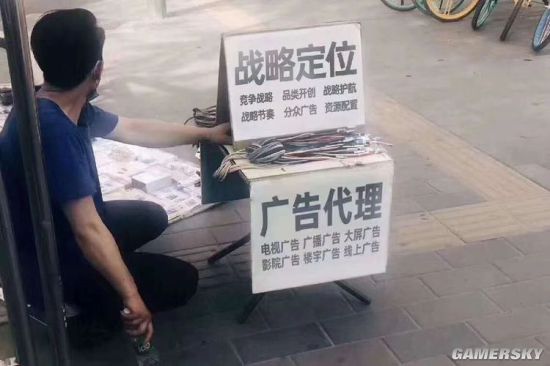 战略定位
竞争战略 品类开创 战略护航
战略节奏 分众广告 资源配置
广告代理
电视广告 广播广告 大屏广告
影院广告 楼宇广告 线上广告
GAMERSKY